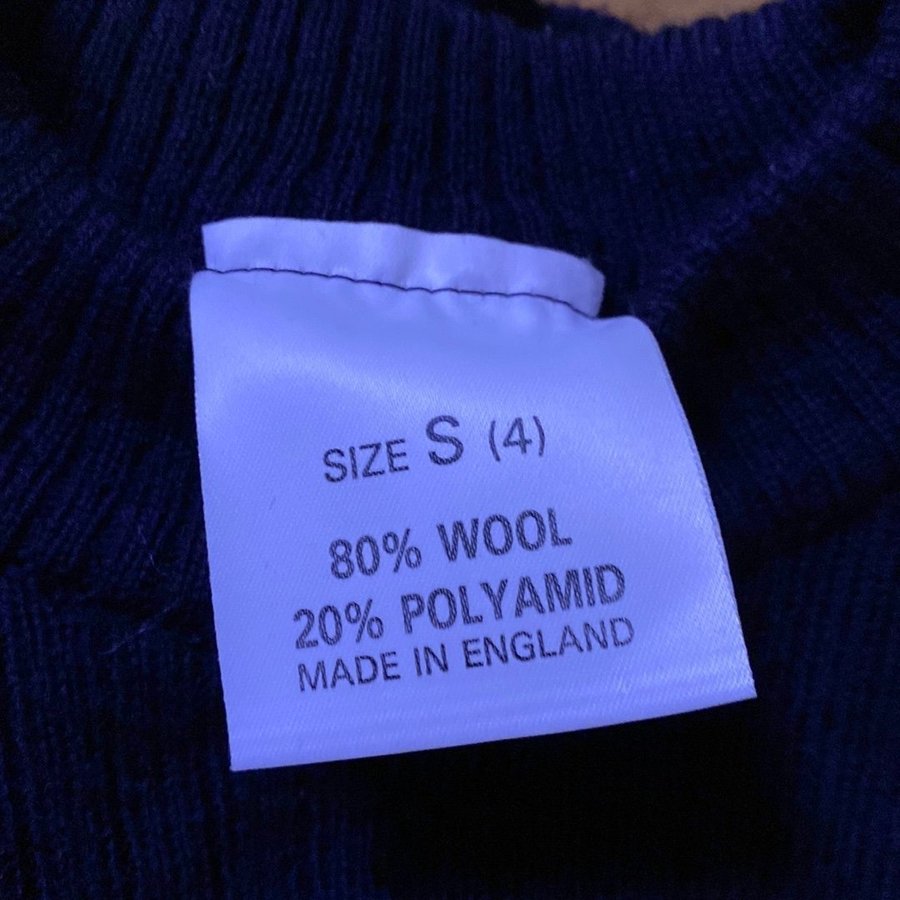 SIZE S (4)
80% WOOL
20% POLYAMID
MADE IN ENGLAND